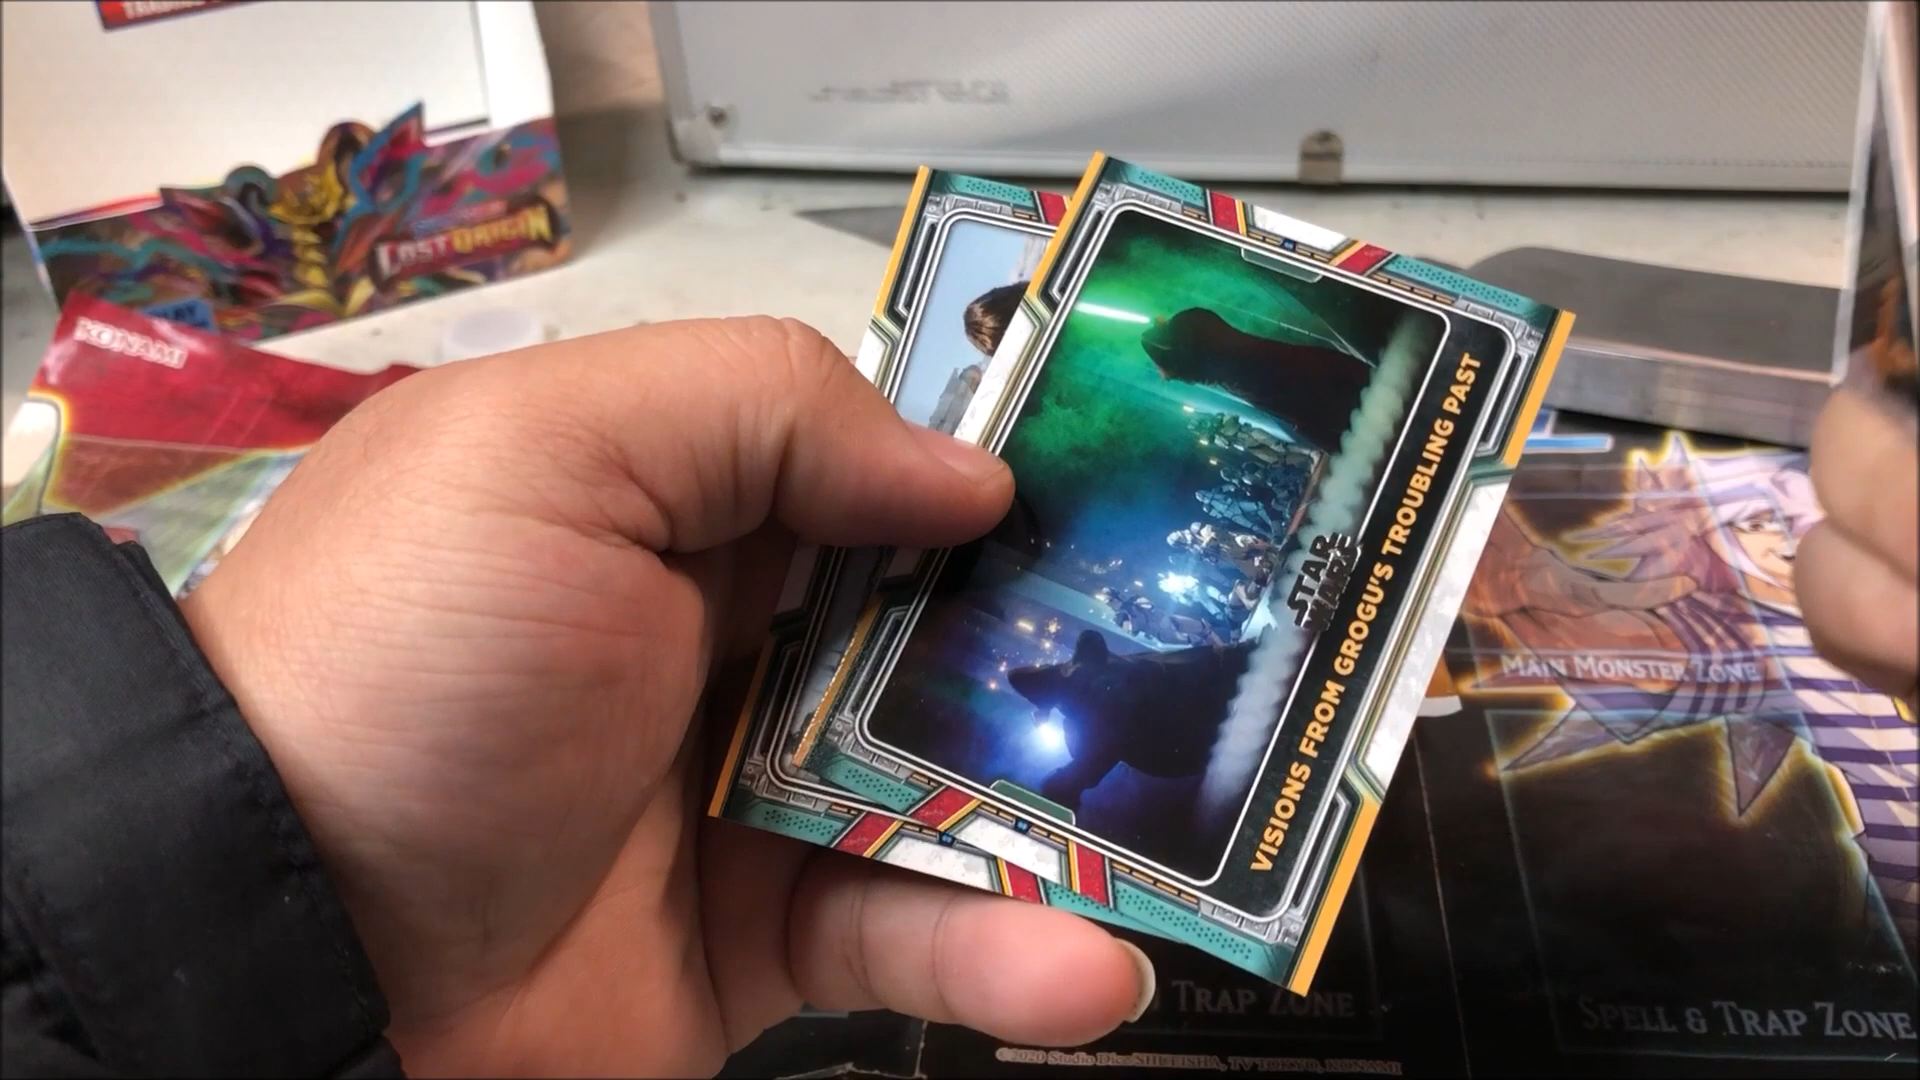 TRADING
LOST ORIGIN
KONAMI
STAR
WARS
VISIONS FROM GROGU'S TROUBLING PAST
MAIN MONSTER ZONE
TRAP ZONE
SPELL & TRAP ZONE
©2020 Studio Dice/SHUEISHA, TV TOKYO, KONAMI